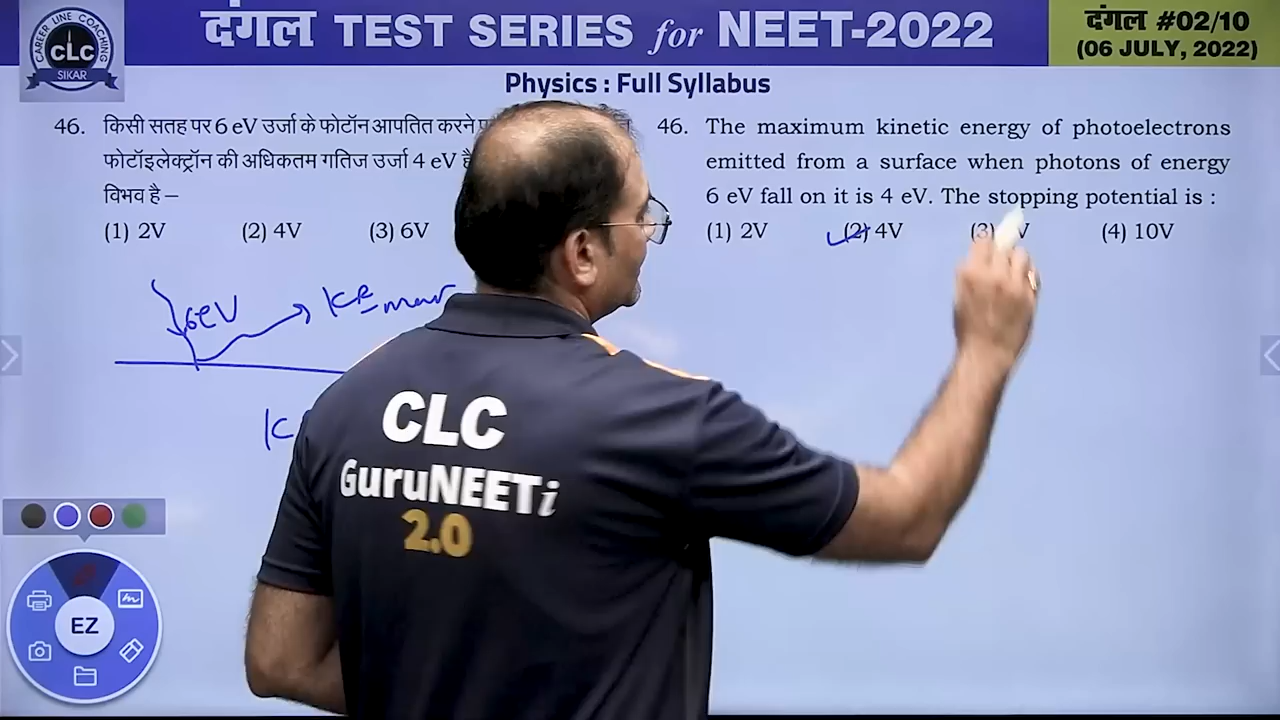 दंगल TEST SERIES for NEET-2022
दंगल #02/10
(06 JULY, 2022)
CAREER LINE COACHING
CLC
SIKAR
Physics : Full Syllabus
46. किसी सतह पर 6 eV उर्जा के फोटॉन आपतित करने
फोटॉइलेक्ट्रॉन की अधिकतम गतिज उर्जा 4 eV
विभव है –
(1) 2V (2) 4V (3) 6V
46. The maximum kinetic energy of photoelectrons
emitted from a surface when photons of energy
6 eV fall on it is 4 eV. The stopping potential is :
(1) 2V (2) 4V (3) V (4) 10V
6eV
KE max
K
CLC
GuruNEETi
2.0
EZ